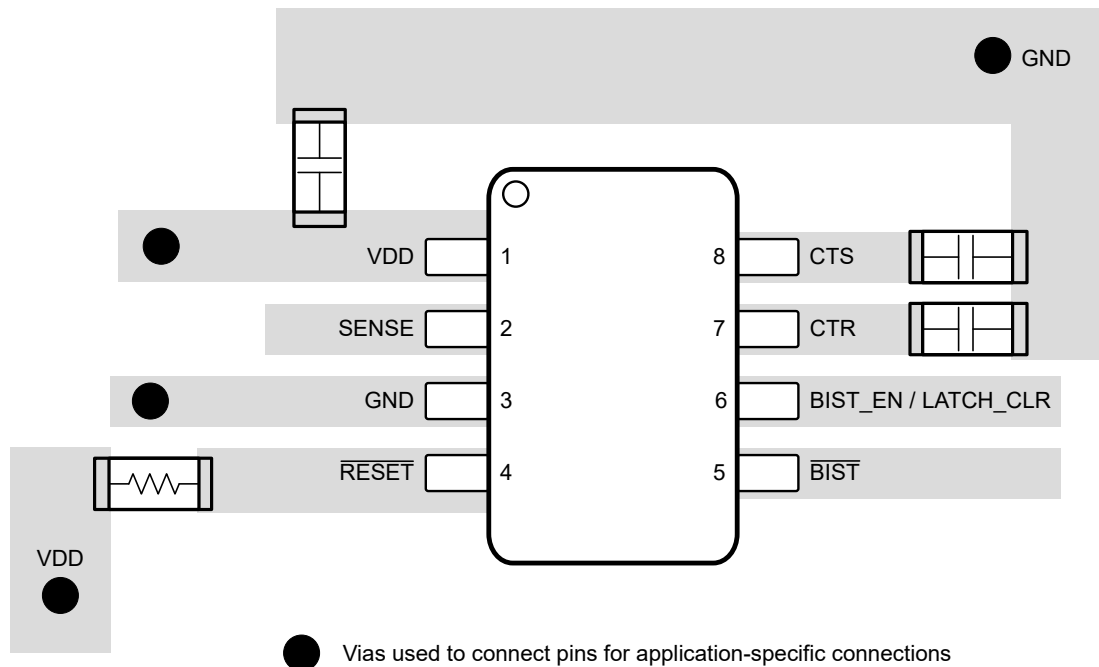 GND
VDD 1 8 CTS
SENSE 2 7 CTR
GND 3 6 BIST_EN / LATCH_CLR
RESET 4 5 BIST
VDD
Vias used to connect pins for application-specific connections